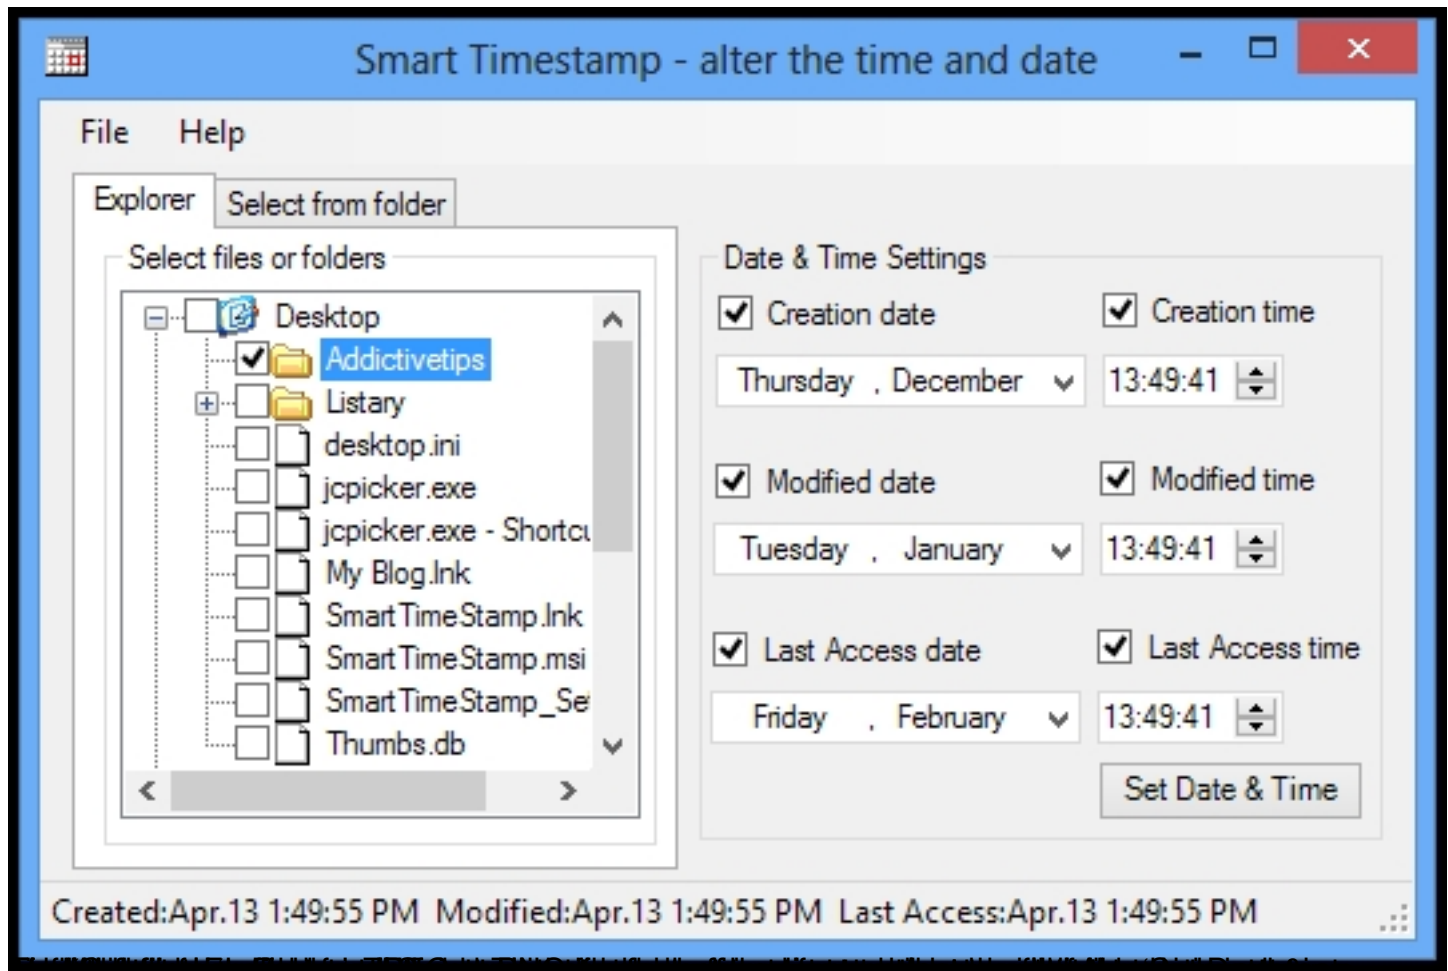 Smart Timestamp - alter the time and date
File Help
Explorer Select from folder
Select files or folders
Desktop
Addictivetips
Listary
desktop.ini
jcpicker.exe
jcpicker.exe - Shortcu
My Blog.lnk
SmartTimeStamp.lnk
SmartTimeStamp.msi
SmartTimeStamp_Set
Thumbs.db
Date & Time Settings
Creation date Creation time
Thursday , December 13:49:41
Modified date Modified time
Tuesday , January 13:49:41
Last Access date Last Access time
Friday , February 13:49:41
Set Date & Time
Created:Apr.13 1:49:55 PM Modified:Apr.13 1:49:55 PM Last Access:Apr.13 1:49:55 PM